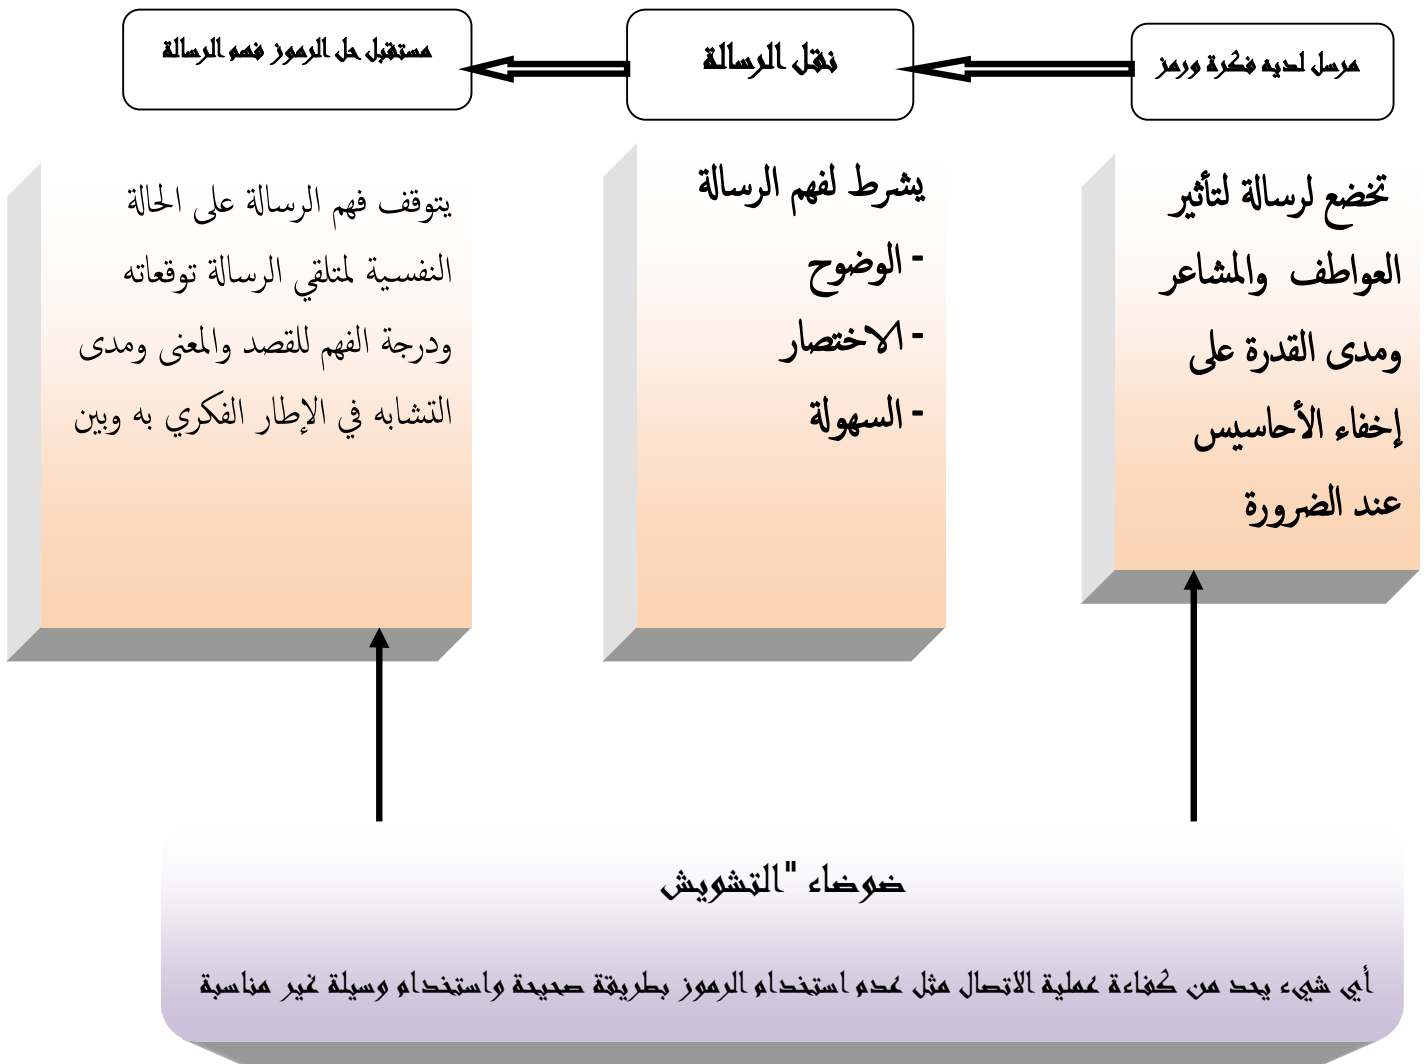 مرسل لديه فكرة ورمز
نقل الرسالة
مستقبل حل الرموز فهم الرسالة
تخضع لرسالة لتأثير
العواطف والمشاعر
ومدى القدرة على
إخفاء الأحاسيس
عند الضرورة
يشرط لفهم الرسالة
- الوضوح
- الاختصار
- السهولة
يتوقف فهم الرسالة على الحالة
النفسية لمتلقي الرسالة توقعاته
ودرجة الفهم للقصد والمعنى ومدى
التشابه في الإطار الفكري به وبين
ضوضاء "التشويش
أي شيء يحد من كفاءة عملية الاتصال مثل عدم استخدام الرموز بطريقة صحيحة واستخدام وسيلة غير مناسبة